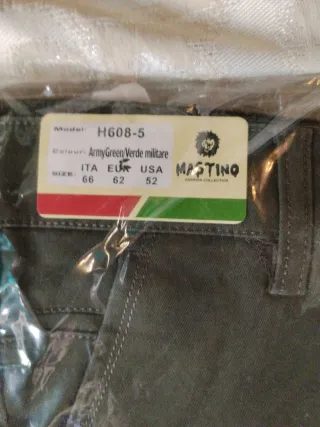 Model: H608-5
Colour: ArmyGreen/Verde militare
SIZE: ITA EUR USA
66 62 52
MASTINO